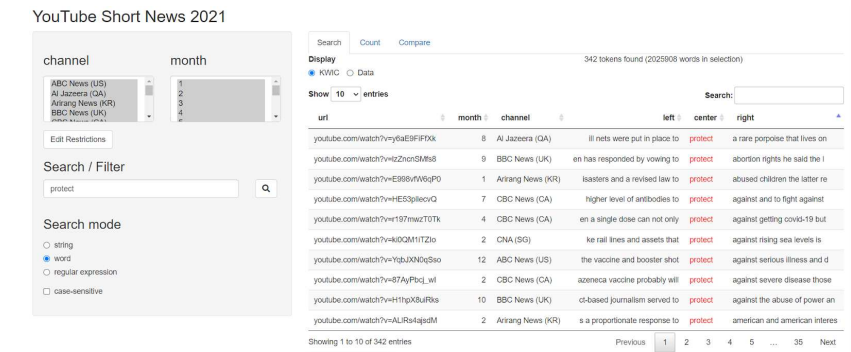 YouTube Short News 2021
channel month
ABC News (US)
Al Jazeera (QA)
Arirang News (KR)
BBC News (UK)
1
2
3
4
Edit Restrictions
Search / Filter
protect
Search mode
string
word
regular expression
case-sensitive
Search Count Compare
Display 342 tokens found (2025908 words in selection)
KWIC Data
Show 10 entries Search:
url month channel left center right
youtube.com/watch?v=y6aE9FiFfXk 8 Al Jazeera (QA) ill nets were put in place to protect a rare porpoise that lives on
youtube.com/watch?v=lzZncnSMfs8 9 BBC News (UK) en has responded by vowing to protect abortion rights he said the l
youtube.com/watch?v=E998vfW6qP0 1 Arirang News (KR) isasters and a revised law to protect abused children the latter re
youtube.com/watch?v=HE53pIlecvQ 7 CBC News (CA) higher level of antibodies to protect against and to fight against
youtube.com/watch?v=r197mwzT0Tk 4 CBC News (CA) en a single dose can not only protect against getting covid-19 but
youtube.com/watch?v=ki0QM1iTZIo 2 CNA (SG) ke rail lines and assets that protect against rising sea levels is
youtube.com/watch?v=YqbJXN0qSso 12 ABC News (US) the vaccine and booster shot protect against serious illness and d
youtube.com/watch?v=87AyPbcj_wI 2 CBC News (CA) azeneca vaccine probably will protect against severe disease those
youtube.com/watch?v=H1hpX8uiRks 10 BBC News (UK) ct-based journalism served to protect against the abuse of power an
youtube.com/watch?v=ALIRs4ajsdM 2 Arirang News (KR) s a proportionate response to protect american and american interes
Showing 1 to 10 of 342 entries Previous 1 2 3 4 5 … 35 Next